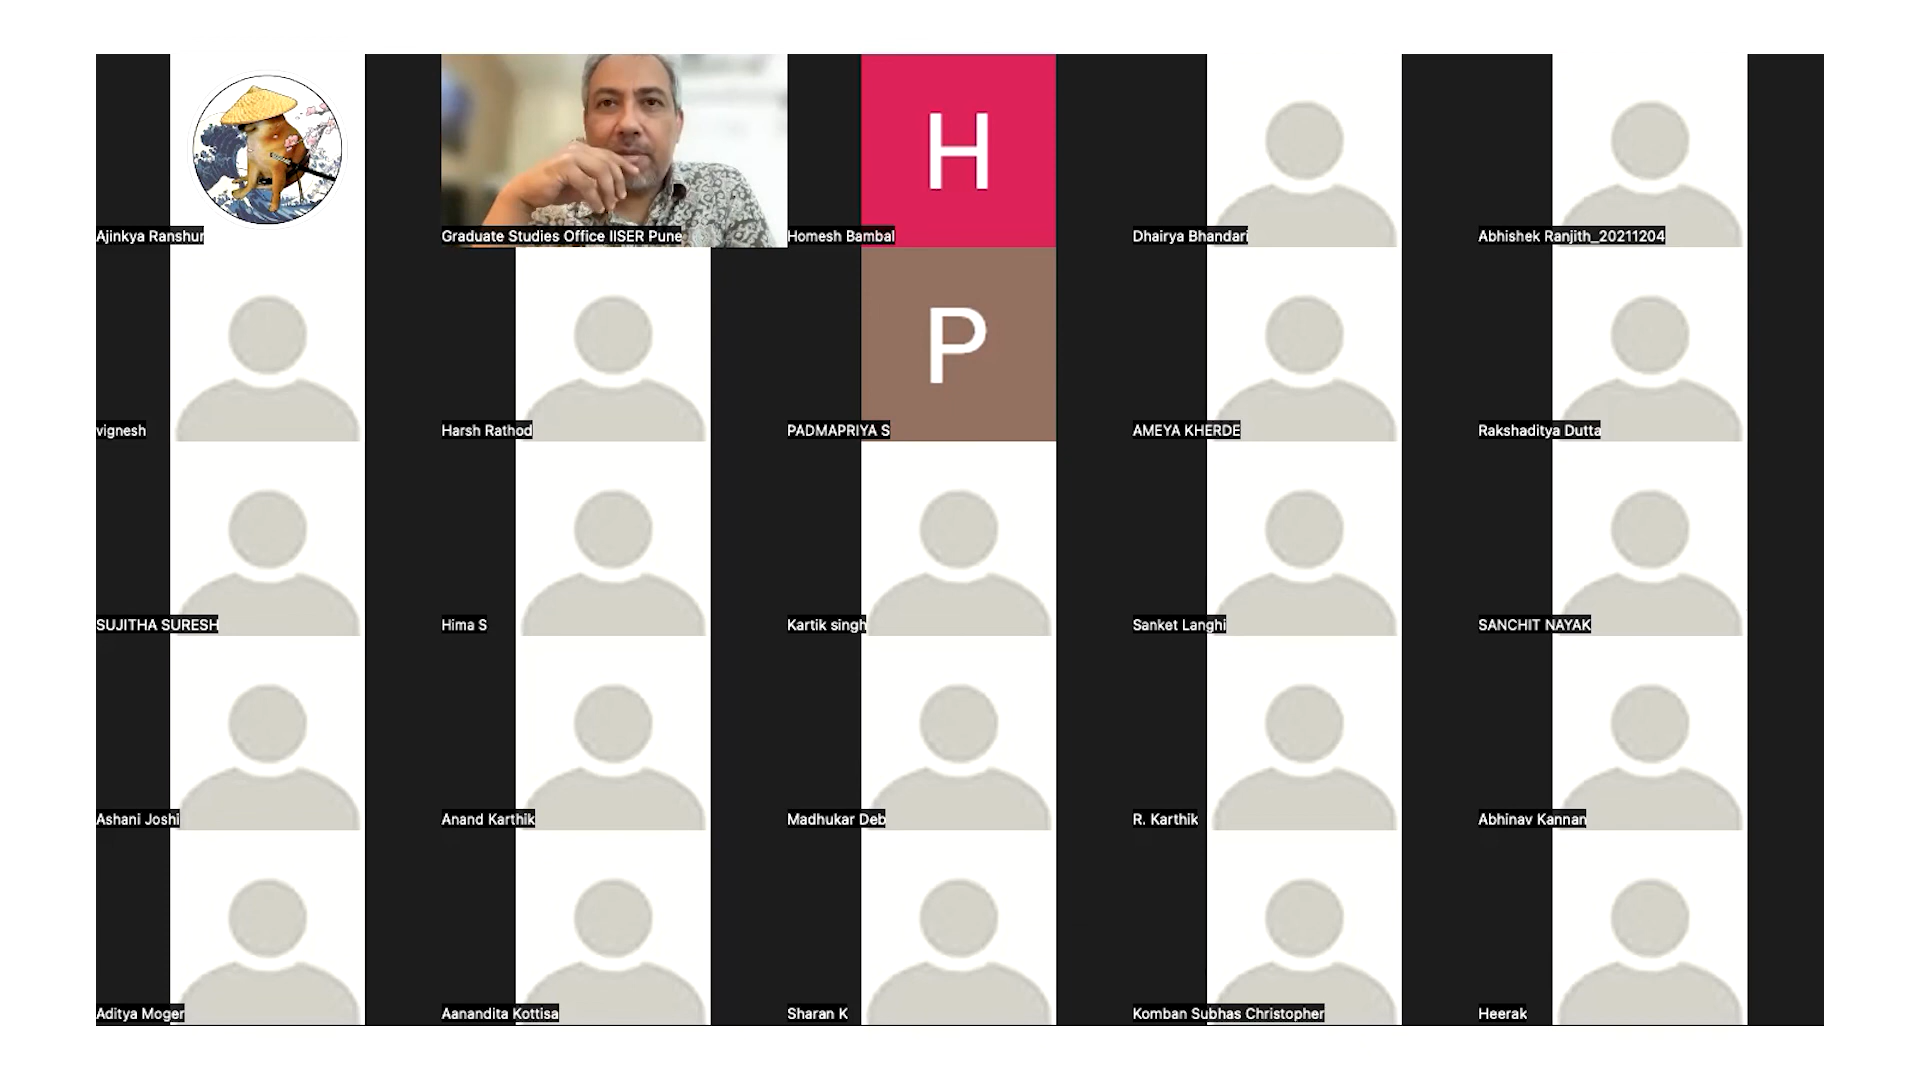 Ajinkya Ranshur
Graduate Studies Office IISER Pune
H
Homesh Bambal
Dhairya Bhandari
Abhishek Ranjith_20211204
vignesh
Harsh Rathod
P
PADMAPRIYA S
AMEYA KHERDE
Rakshaditya Dutta
SUJITHA SURESH
Hima S
Kartik singh
Sanket Langhi
SANCHIT NAYAK
Ashani Joshi
Anand Karthik
Madhukar Deb
R. Karthik
Abhinav Kannan
Aditya Moger
Aanandita Kottisa
Sharan K
Komban Subhas Christopher
Heerak